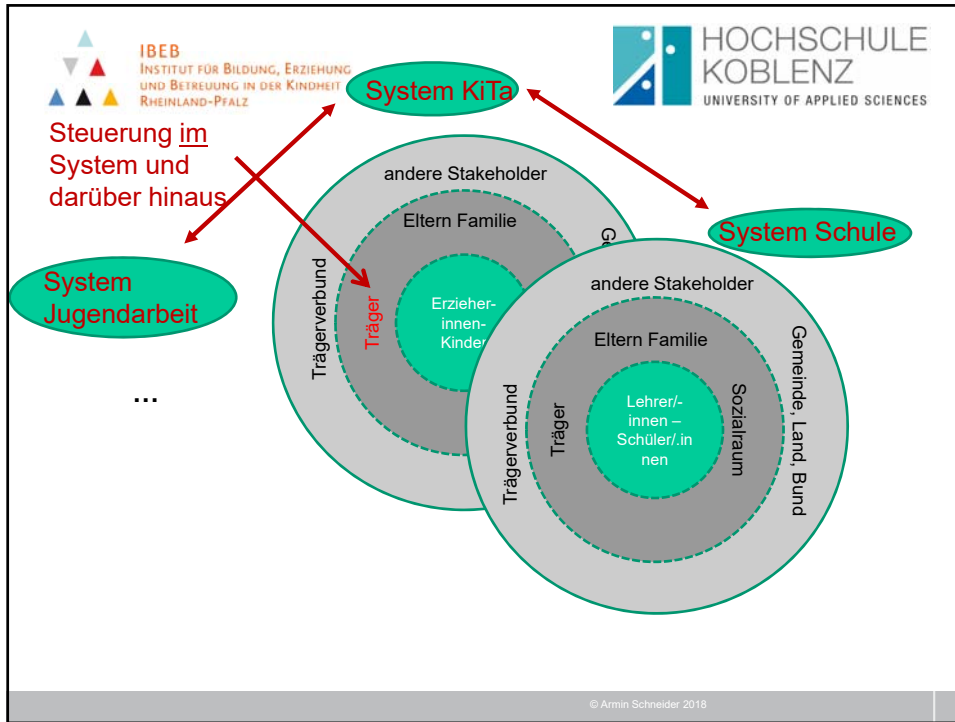 IBEB
INSTITUT FÜR BILDUNG, ERZIEHUNG
UND BETREUUNG IN DER KINDHEIT
RHEINLAND-PFALZ
HOCHSCHULE
KOBLENZ
UNIVERSITY OF APPLIED SCIENCES
System KiTa
Steuerung im
System und
darüber hinaus
System Schule
System
Jugendarbeit
...
andere Stakeholder
Eltern Familie
Trägerverbund
Träger
Erzieher-
innen-
Kinder
Ge
andere Stakeholder
Eltern Familie
Trägerverbund
Träger
Lehrer/-
innen –
Schüler/.in
nen
Sozialraum
Gemeinde, Land, Bund
© Armin Schneider 2018